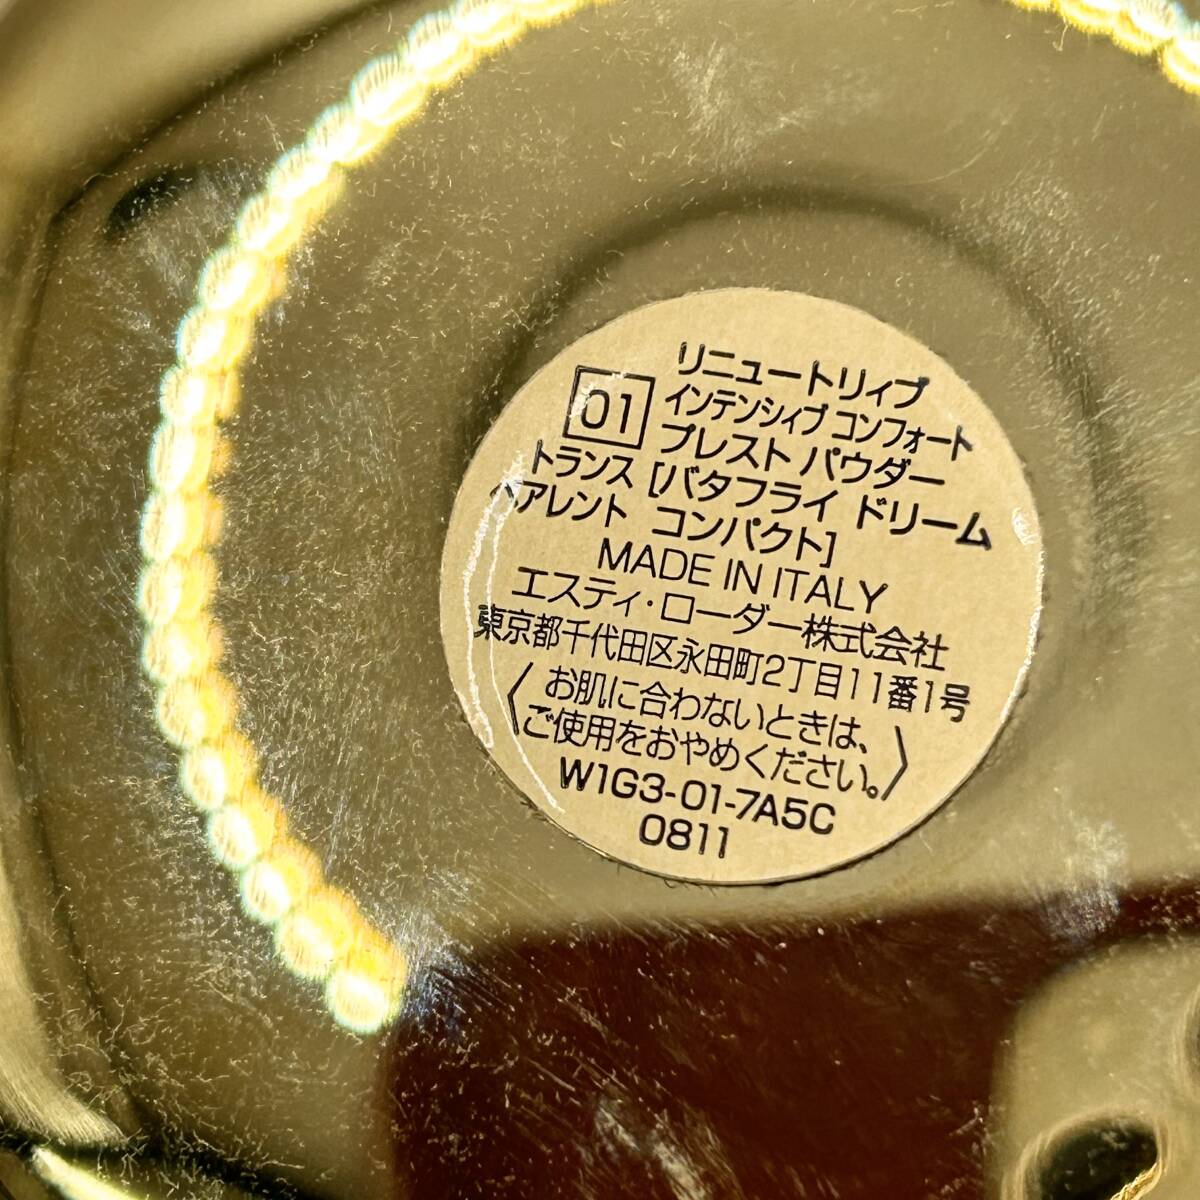 リニュートリィブ
01 インテンシィブ コンフォート
プレスト パウダー
トランス [バタフライ ドリーム
ペアレント コンパクト]
MADE IN ITALY
エスティ・ローダー株式会社
東京都千代田区永田町2丁目11番1号
〈お肌に合わないときは、
ご使用をおやめください。〉
W1G3-01-7A5C
0811